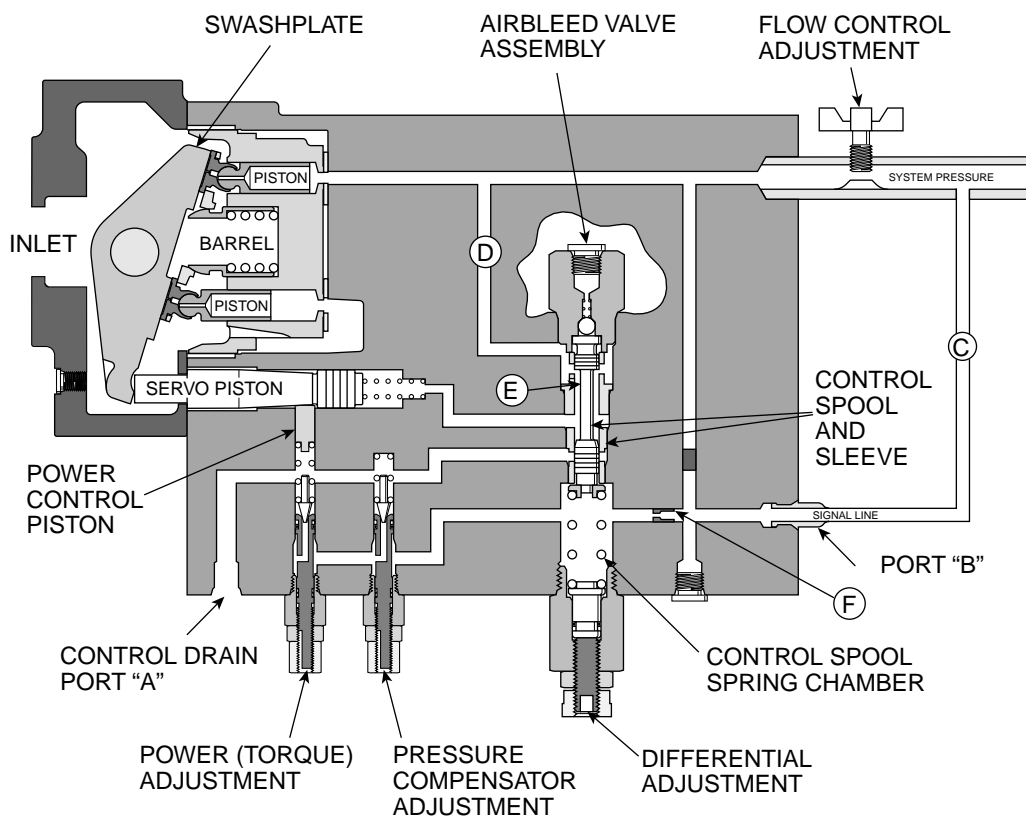 SWASHPLATE
AIRBLEED VALVE
ASSEMBLY
FLOW CONTROL
ADJUSTMENT
PISTON
SYSTEM PRESSURE
INLET
BARREL
D
PISTON
C
SERVO PISTON
E
CONTROL
SPOOL
AND
SLEEVE
POWER
CONTROL
PISTON
SIGNAL LINE
PORT “B”
F
CONTROL DRAIN
PORT “A”
CONTROL SPOOL
SPRING CHAMBER
POWER (TORQUE)
ADJUSTMENT
PRESSURE
COMPENSATOR
ADJUSTMENT
DIFFERENTIAL
ADJUSTMENT